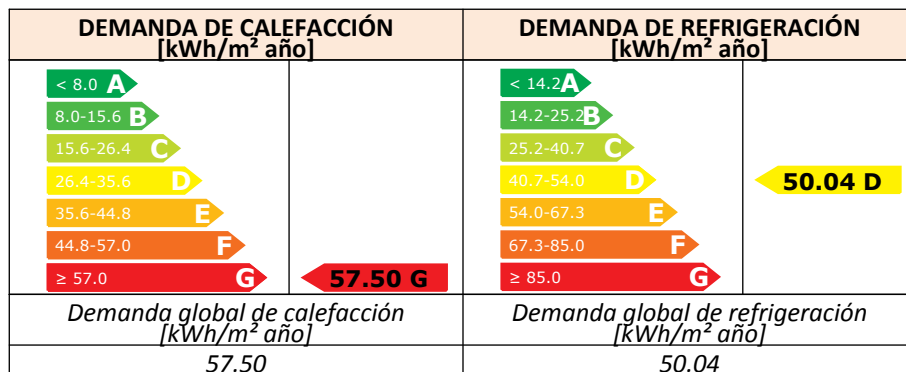 DEMANDA DE CALEFACCIÓN
[kWh/m² año]
DEMANDA DE REFRIGERACIÓN
[kWh/m² año]
< 8.0 A
8.0-15.6 B
15.6-26.4 C
26.4-35.6 D
35.6-44.8 E
44.8-57.0 F
≥ 57.0 G
57.50 G
< 14.2 A
14.2-25.2 B
25.2-40.7 C
40.7-54.0 D
54.0-67.3 E
67.3-85.0 F
≥ 85.0 G
50.04 D
Demanda global de calefacción
[kWh/m² año]
Demanda global de refrigeración
[kWh/m² año]
57.50
50.04